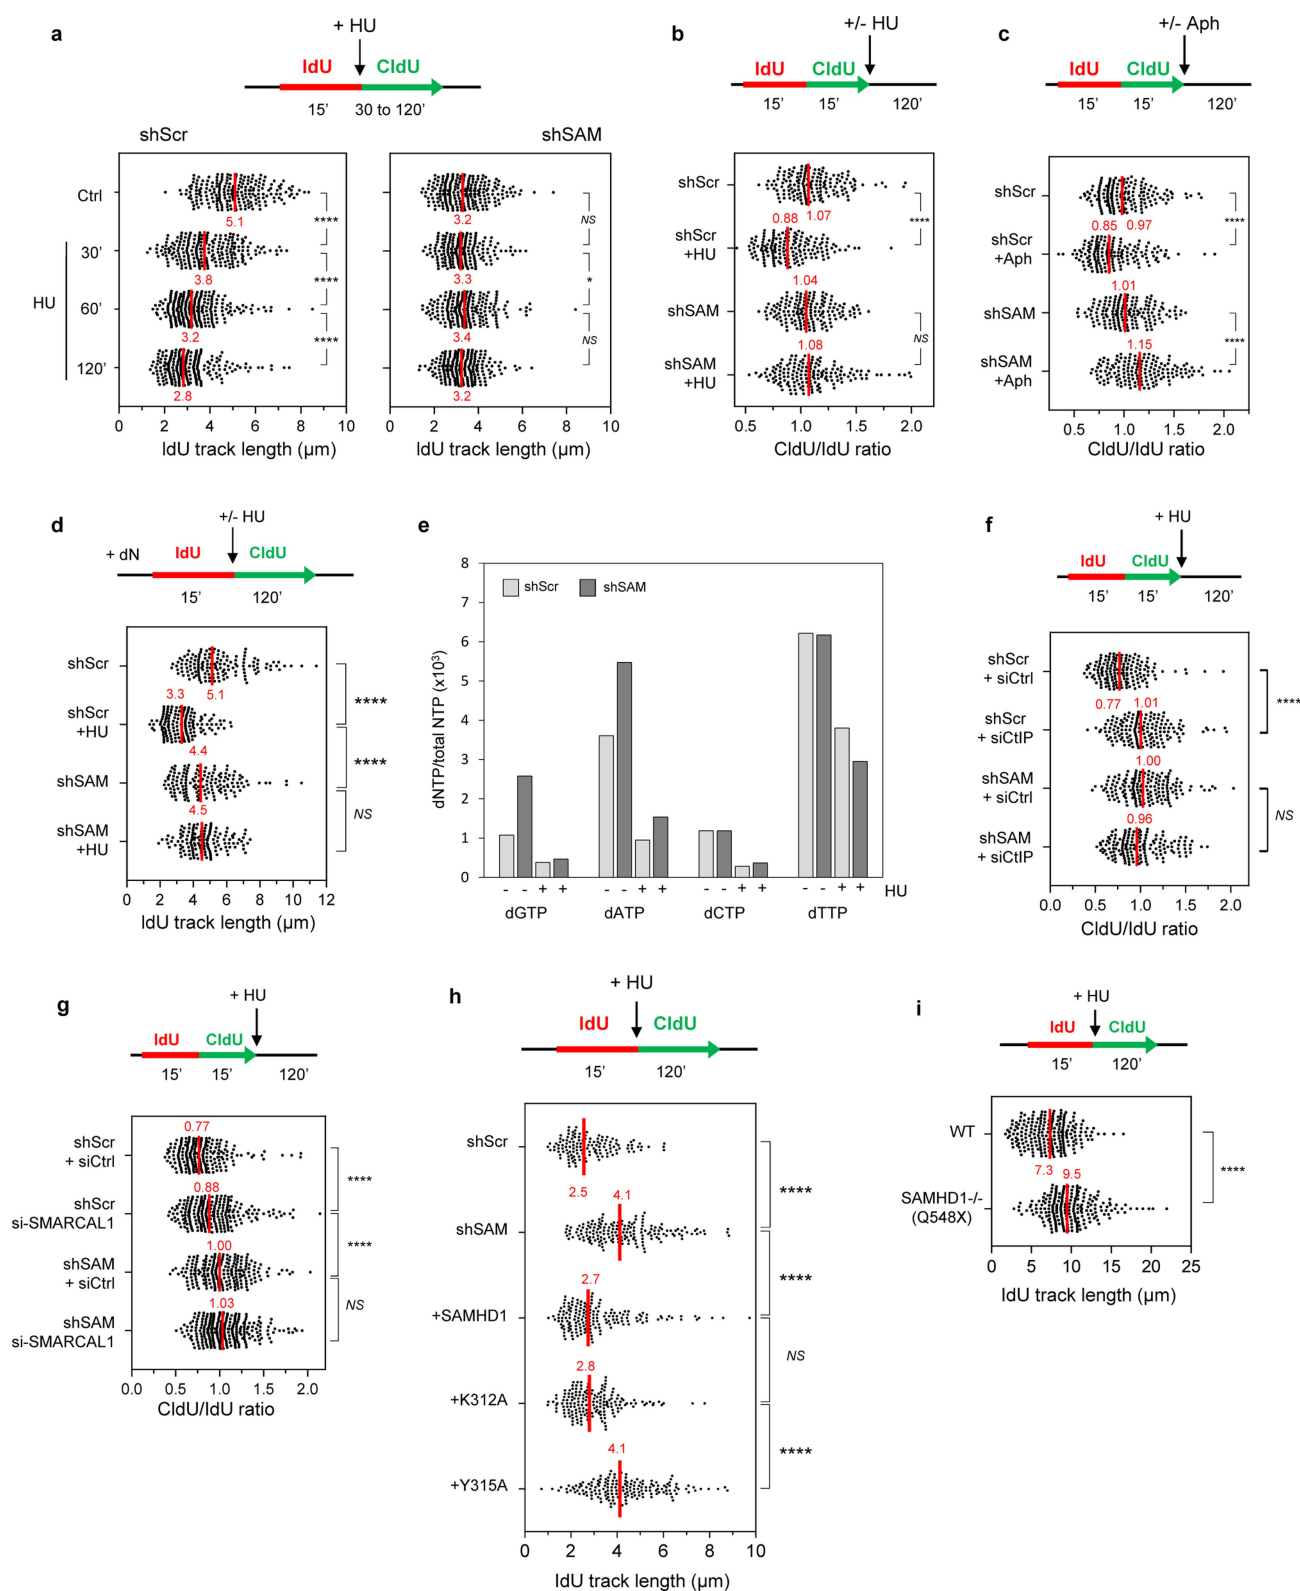 a
+ HU
IdU CldU
15’ 30 to 120’
shScr shSAM
Ctrl
30’
HU
60’
120’
5.1
3.8
3.2
2.8
****
****
****
0 2 4 6 8 10
IdU track length (µm)
3.2
3.3
3.4
3.2
NS
*
NS
0 2 4 6 8 10
IdU track length (µm)
b
+/- HU
IdU CldU
15’ 15’ 120’
shScr
0.88 1.07
shScr
+HU
1.04
shSAM
1.08
shSAM
+HU
****
NS
0.5 1.0 1.5 2.0
CldU/IdU ratio
c
+/- Aph
IdU CldU
15’ 15’ 120’
shScr
0.85 0.97
shScr
+Aph
1.01
shSAM
1.15
shSAM
+Aph
****
****
0.5 1.0 1.5 2.0
CldU/IdU ratio
d
+/- HU
+ dN IdU CldU
15’ 120’
shScr
3.3 5.1
shScr
+HU
4.4
shSAM
4.5
shSAM
+HU
****
****
NS
0 2 4 6 8 10 12
IdU track length (µm)
e
dNTP/total NTP (x10³)
8
7
6
5
4
3
2
1
0
shScr shSAM
- - + + - - + + - - + + - - + + HU
dGTP dATP dCTP dTTP
f
+ HU
IdU CldU
15’ 15’ 120’
shScr
+ siCtrl
0.77 1.01
shScr
+ siCtIP
1.00
shSAM
+ siCtrl
0.96
shSAM
+ siCtIP
****
NS
0.0 0.5 1.0 1.5 2.0
CldU/IdU ratio
g
+ HU
IdU CldU
15’ 15’ 120’
0.77
shScr
+ siCtrl
0.88
shScr
si-SMARCAL1
1.00
shSAM
+ siCtrl
1.03
shSAM
si-SMARCAL1
****
****
NS
0.0 0.5 1.0 1.5 2.0
CldU/IdU ratio
h
+ HU
IdU CldU
15’ 120’
shScr
2.5 4.1
shSAM
2.7
+SAMHD1
2.8
+K312A
4.1
+Y315A
****
****
NS
****
0 2 4 6 8 10
IdU track length (µm)
i
+ HU
IdU CldU
15’ 120’
WT
7.3 9.5
SAMHD1-/-
(Q548X)
****
0 5 10 15 20 25
IdU track length (µm)